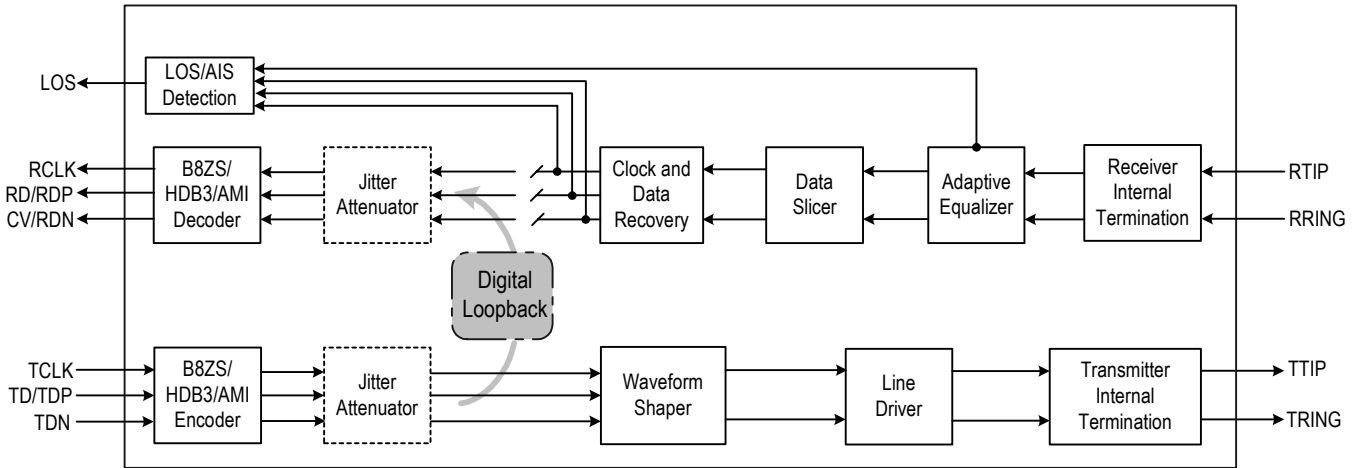 LOS
LOS/AIS
Detection
RCLK
RD/RDP
CV/RDN
B8ZS/
HDB3/AMI
Decoder
Jitter
Attenuator
Clock and
Data
Recovery
Data
Slicer
Adaptive
Equalizer
Receiver
Internal
Termination
RTIP
RRING
Digital
Loopback
TCLK
TD/TDP
TDN
B8ZS/
HDB3/AMI
Encoder
Jitter
Attenuator
Waveform
Shaper
Line
Driver
Transmitter
Internal
Termination
TTIP
TRING